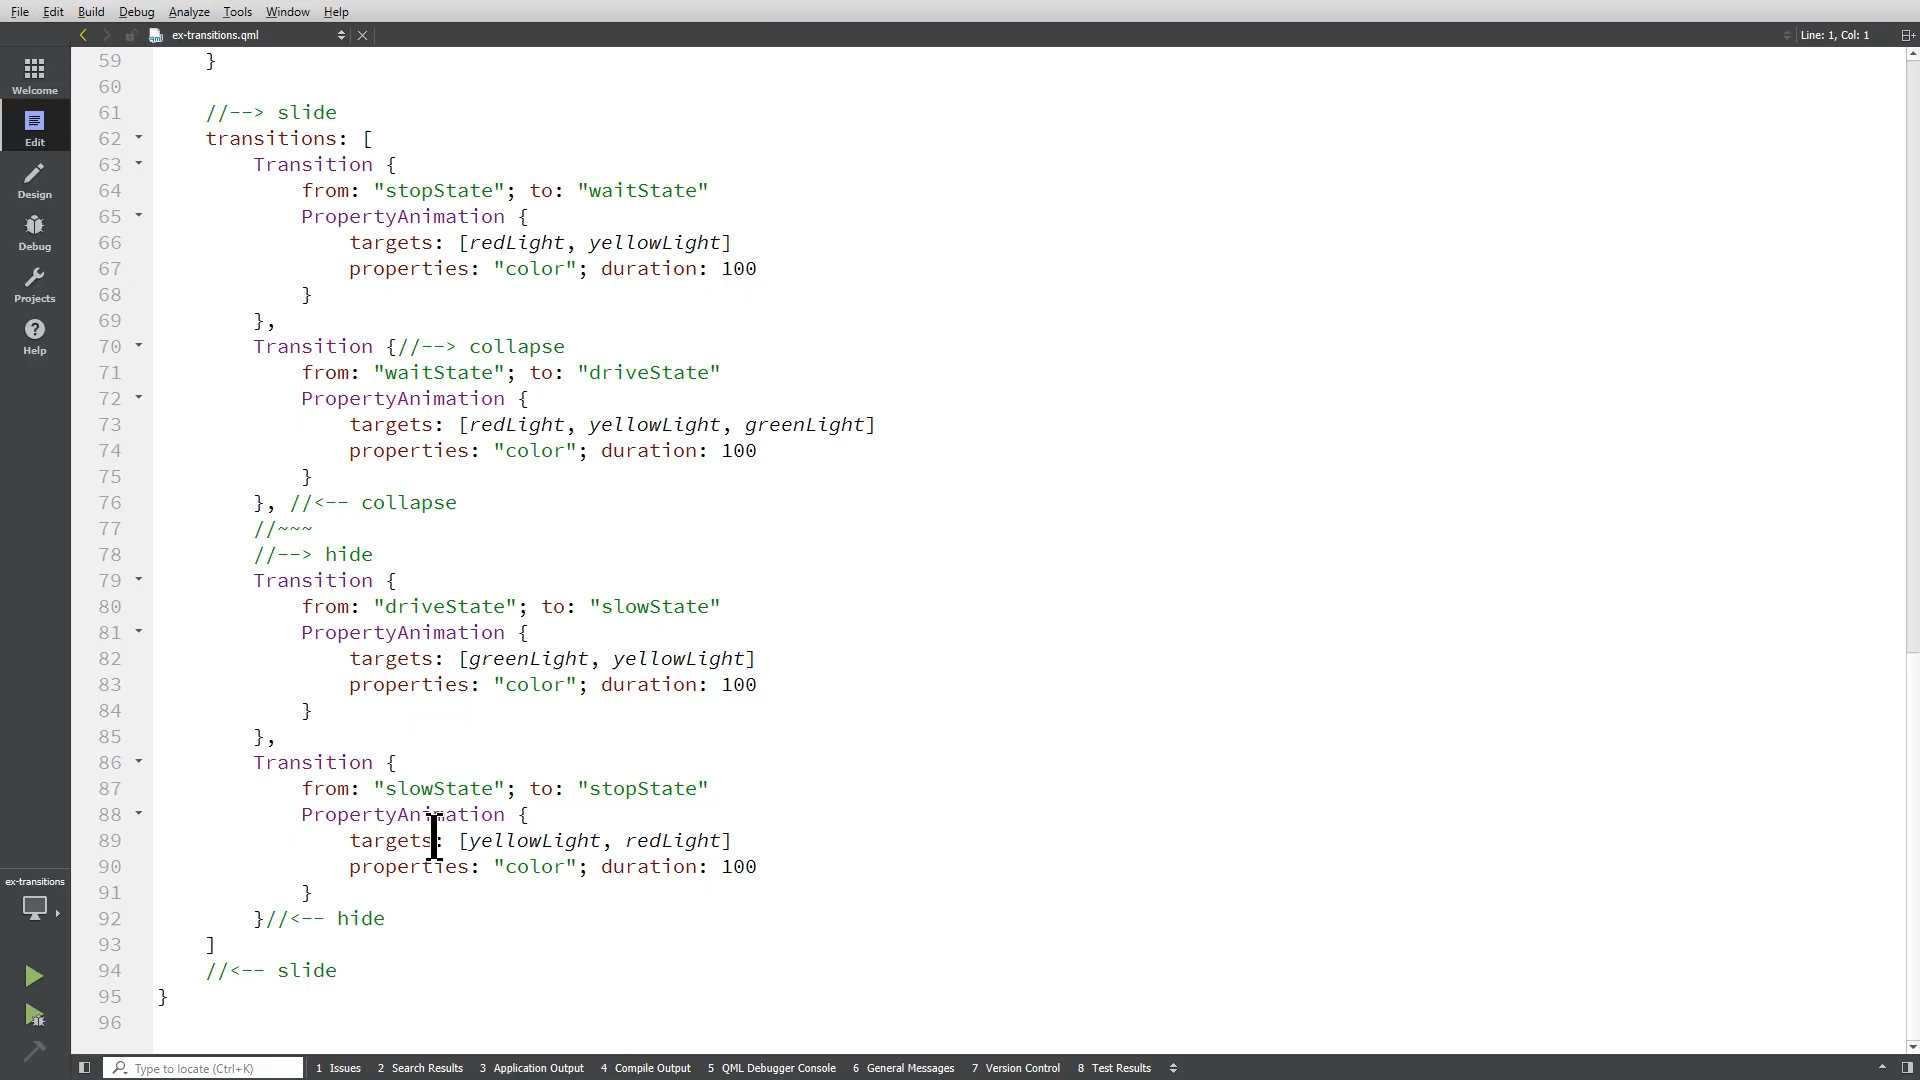 File Edit Build Debug Analyze Tools Window Help
ex-transitions.qml Line: 1, Col: 1
Welcome
Edit
Design
Debug
Projects
Help
ex-transitions
59     }
60
61     //--> slide
62     transitions: [
63         Transition {
64             from: "stopState"; to: "waitState"
65             PropertyAnimation {
66                 targets: [redLight, yellowLight]
67                 properties: "color"; duration: 100
68             }
69         },
70         Transition {//--> collapse
71             from: "waitState"; to: "driveState"
72             PropertyAnimation {
73                 targets: [redLight, yellowLight, greenLight]
74                 properties: "color"; duration: 100
75             }
76         }, //<-- collapse
77         //~~~
78         //--> hide
79         Transition {
80             from: "driveState"; to: "slowState"
81             PropertyAnimation {
82                 targets: [greenLight, yellowLight]
83                 properties: "color"; duration: 100
84             }
85         },
86         Transition {
87             from: "slowState"; to: "stopState"
88             PropertyAnimation {
89                 targets: [yellowLight, redLight]
90                 properties: "color"; duration: 100
91             }
92         }//<-- hide
93     ]
94     //<-- slide
95 }
96
Type to locate (Ctrl+K) 1 Issues 2 Search Results 3 Application Output 4 Compile Output 5 QML Debugger Console 6 General Messages 7 Version Control 8 Test Results